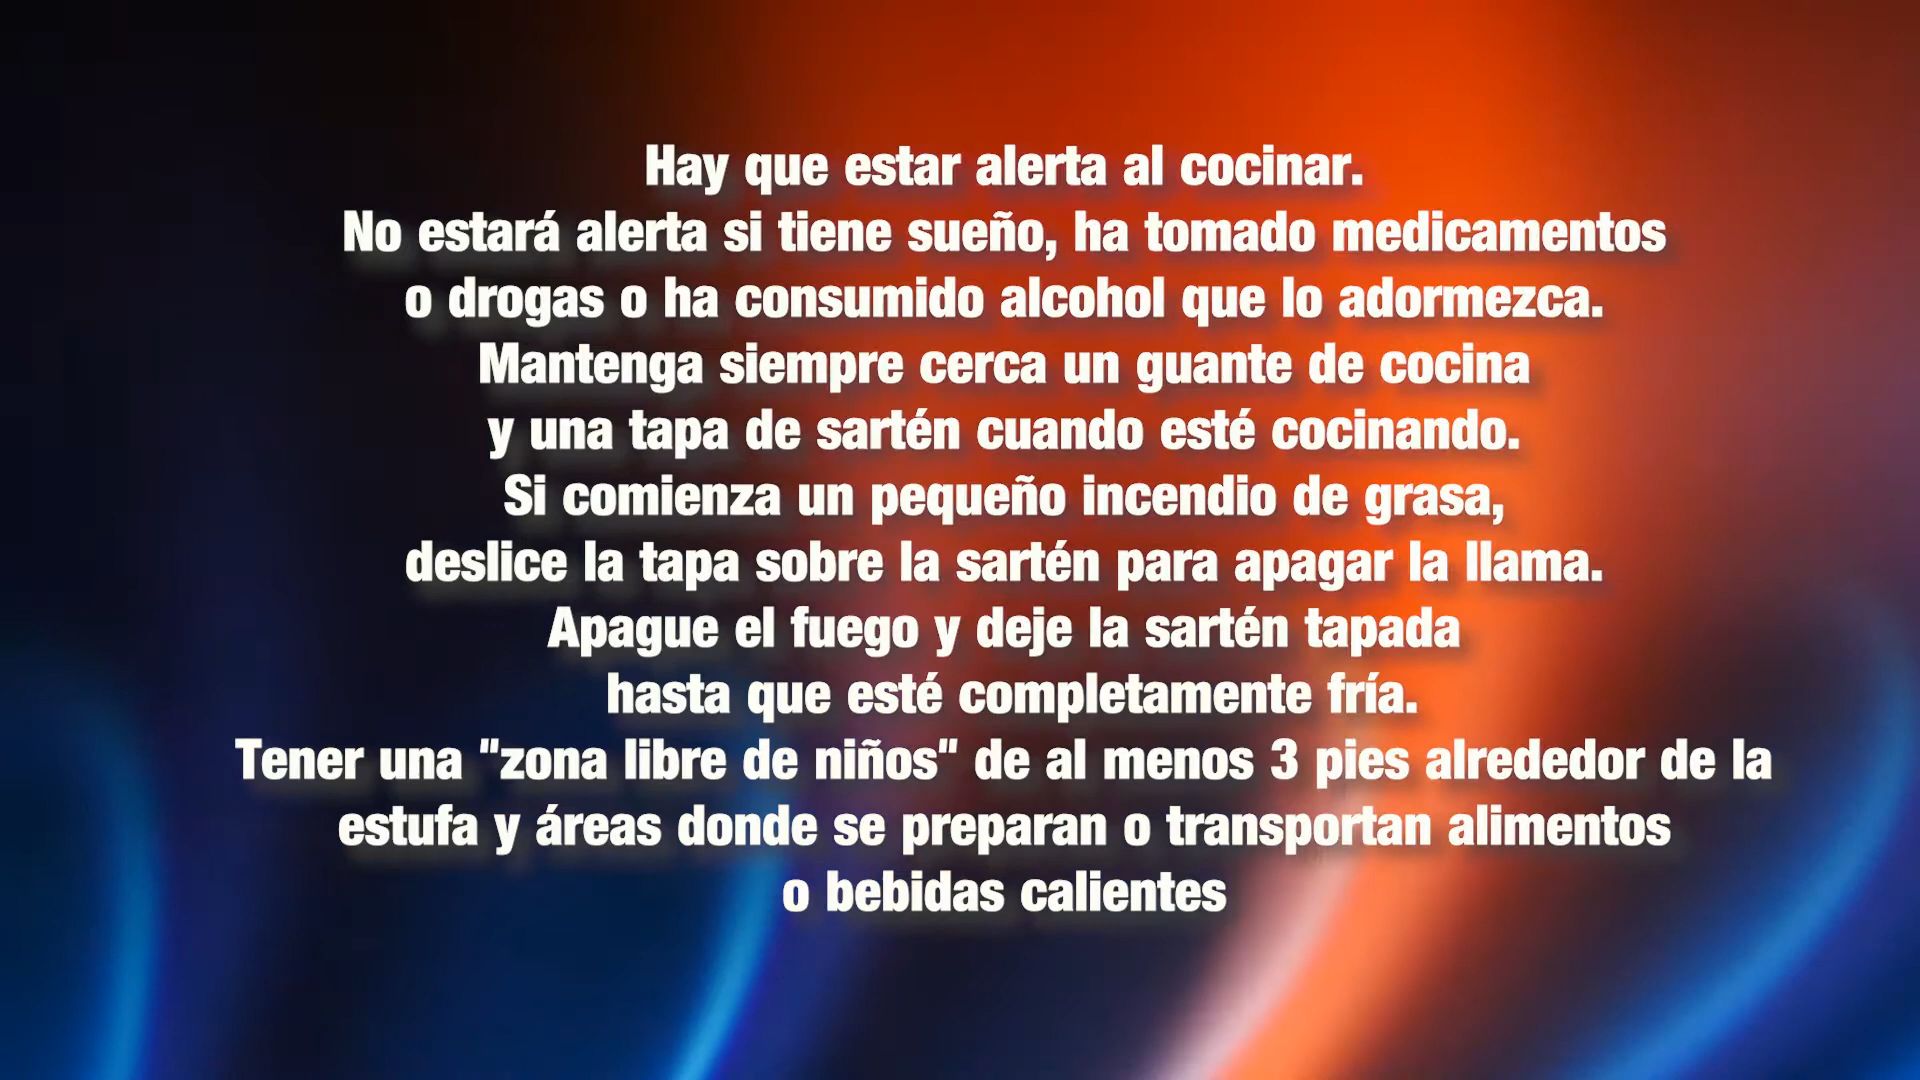 Hay que estar alerta al cocinar.
No estará alerta si tiene sueño, ha tomado medicamentos
o drogas o ha consumido alcohol que lo adormezca.
Mantenga siempre cerca un guante de cocina
y una tapa de sartén cuando esté cocinando.
Si comienza un pequeño incendio de grasa,
deslice la tapa sobre la sartén para apagar la llama.
Apague el fuego y deje la sartén tapada
hasta que esté completamente fría.
Tener una "zona libre de niños" de al menos 3 pies alrededor de la
estufa y áreas donde se preparan o transportan alimentos
o bebidas calientes